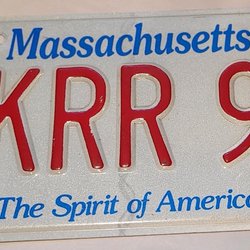 Massachusetts
KRR 9
The Spirit of America